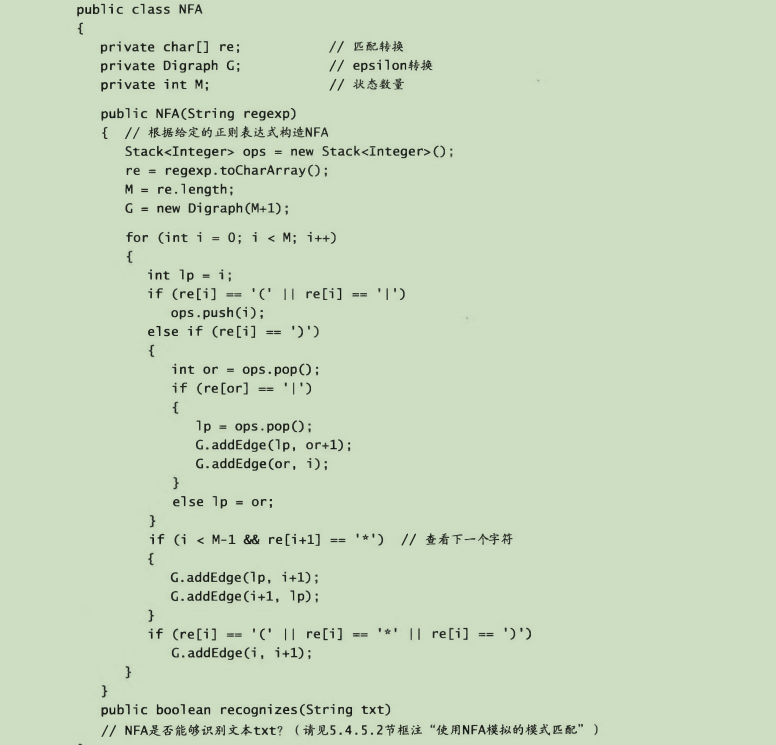 public class NFA
{
private char[] re; // 匹配转换
private Digraph G; // epsilon转换
private int M; // 状态数量
public NFA(String regexp)
{ // 根据给定的正则表达式构造NFA
Stack<Integer> ops = new Stack<Integer>();
re = regexp.toCharArray();
M = re.length;
G = new Digraph(M+1);
for (int i = 0; i < M; i++)
{
int lp = i;
if (re[i] == '(' || re[i] == '|')
ops.push(i);
else if (re[i] == ')')
{
int or = ops.pop();
if (re[or] == '|')
{
lp = ops.pop();
G.addEdge(lp, or+1);
G.addEdge(or, i);
}
else lp = or;
}
if (i < M-1 && re[i+1] == '*') // 查看下一个字符
{
G.addEdge(lp, i+1);
G.addEdge(i+1, lp);
}
if (re[i] == '(' || re[i] == '*' || re[i] == ')')
G.addEdge(i, i+1);
}
}
public boolean recognizes(String txt)
// NFA是否能够识别文本txt? (请见5.4.5.2节框注“使用NFA模拟的模式匹配”)